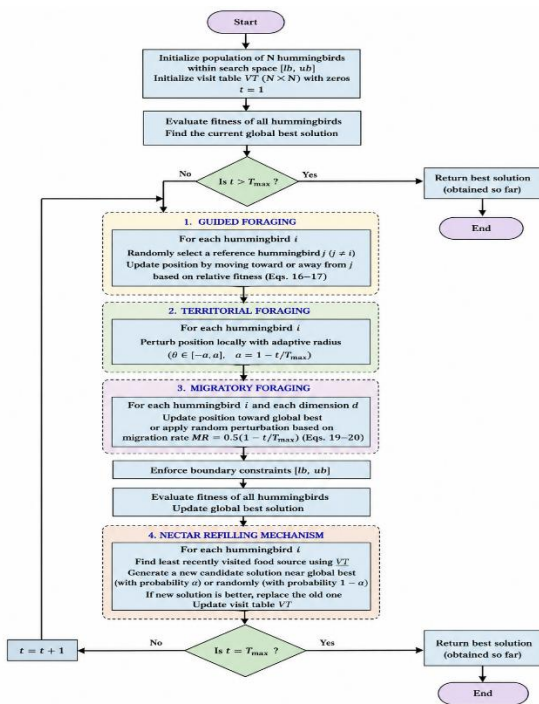 Start
Initialize population of N hummingbirds
within search space [lb, ub]
Initialize visit table VT (N × N) with zeros
t = 1
Evaluate fitness of all hummingbirds
Find the current global best solution
No
Is t > Tmax ?
Yes
Return best solution
(obtained so far)
End
1. GUIDED FORAGING
For each hummingbird i
Randomly select a reference hummingbird j (j ≠ i)
Update position by moving toward or away from j
based on relative fitness (Eqs. 16–17)
2. TERRITORIAL FORAGING
For each hummingbird i
Perturb position locally with adaptive radius
(θ ∈ [−a, a], a = 1 − t/Tmax)
3. MIGRATORY FORAGING
For each hummingbird i and each dimension d
Update position toward global best
or apply random perturbation based on
migration rate MR = 0.5(1 − t/Tmax) (Eqs. 19–20)
Enforce boundary constraints [lb, ub]
Evaluate fitness of all hummingbirds
Update global best solution
4. NECTAR REFILLING MECHANISM
For each hummingbird i
Find least recently visited food source using VT
Generate a new candidate solution near global best
(with probability α) or randomly (with probability 1 − α)
If new solution is better, replace the old one
Update visit table VT
t = t + 1
No
Is t = Tmax ?
Yes
Return best solution
(obtained so far)
End